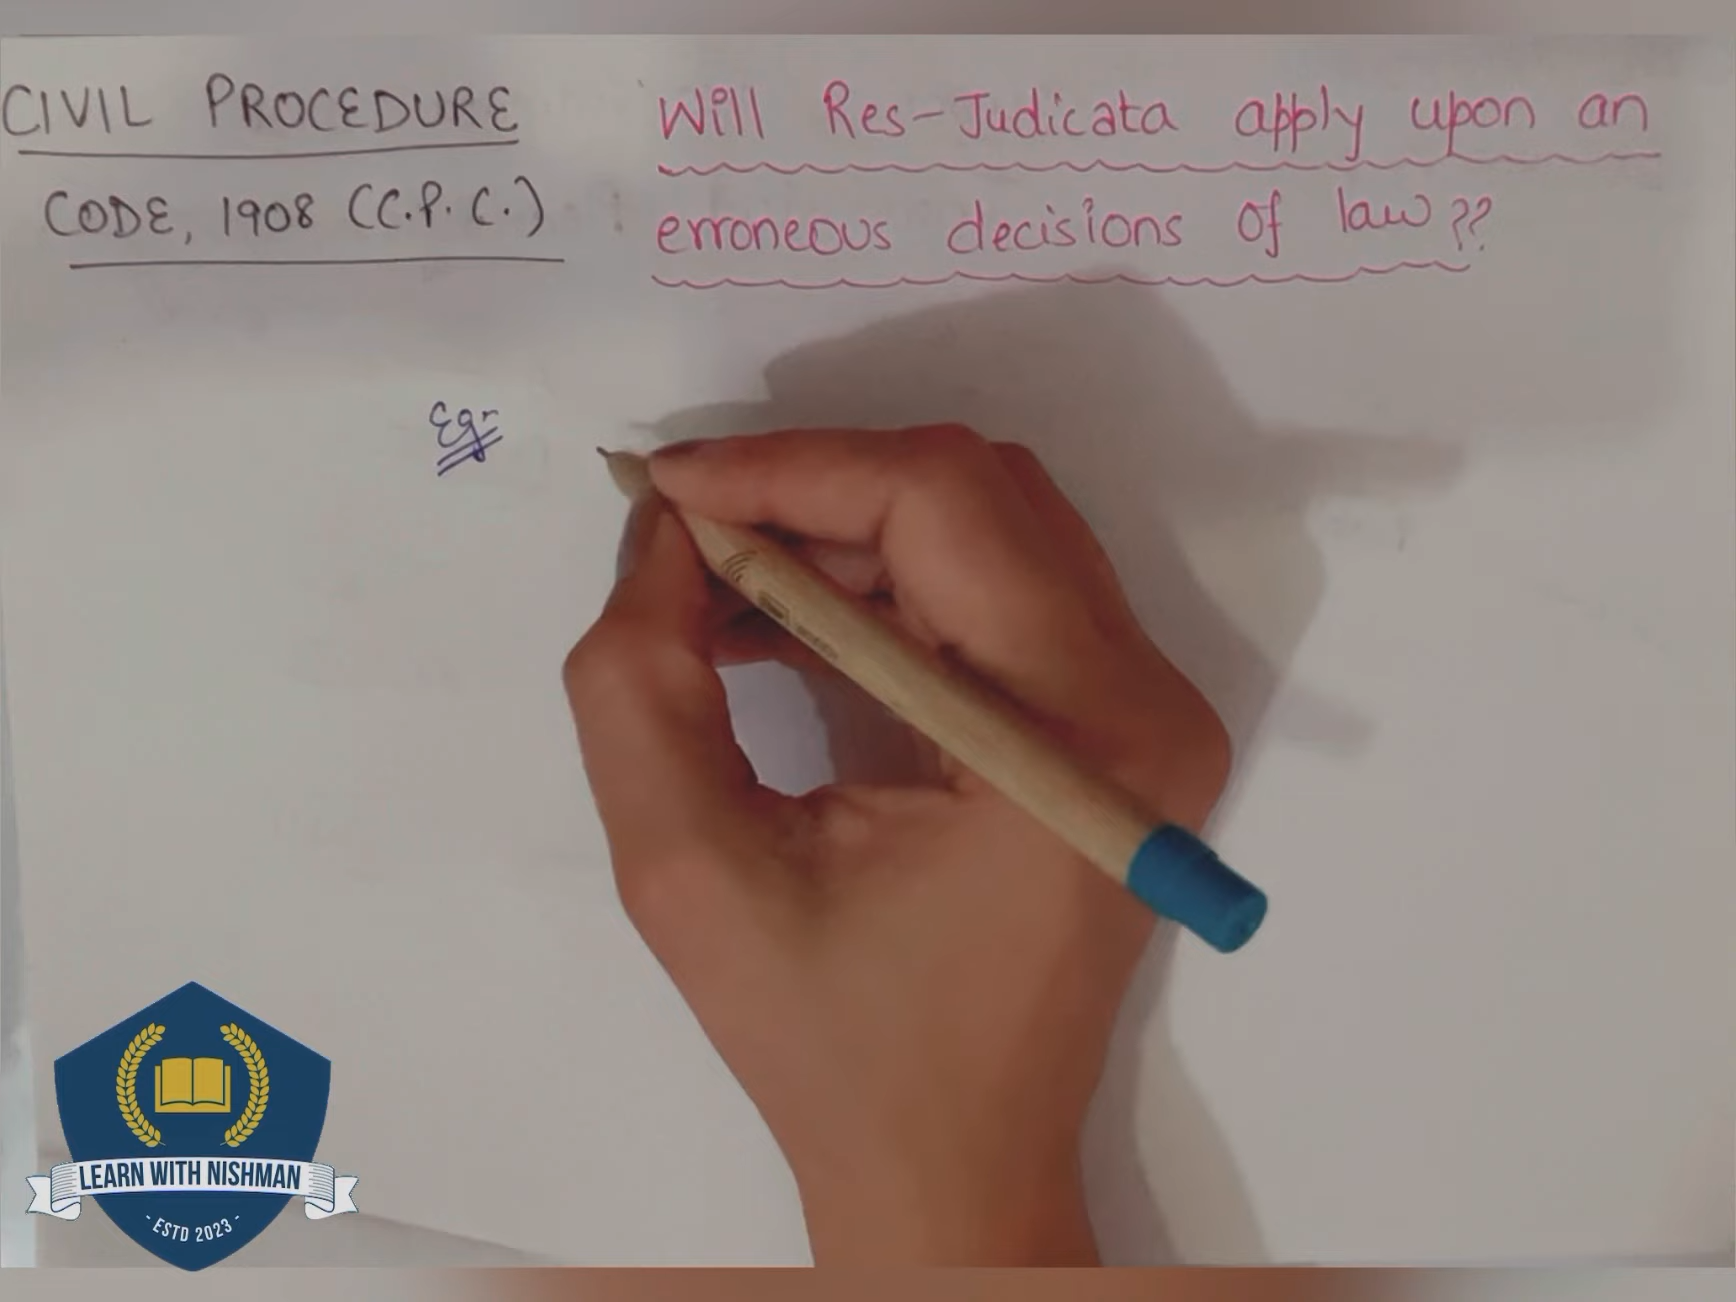 CIVIL PROCEDURE
CODE, 1908 (C.P.C.)
Will Res-Judicata apply upon an
erroneous decisions of law??
Eg:-
LEARN WITH NISHMAN
- ESTD 2023 -